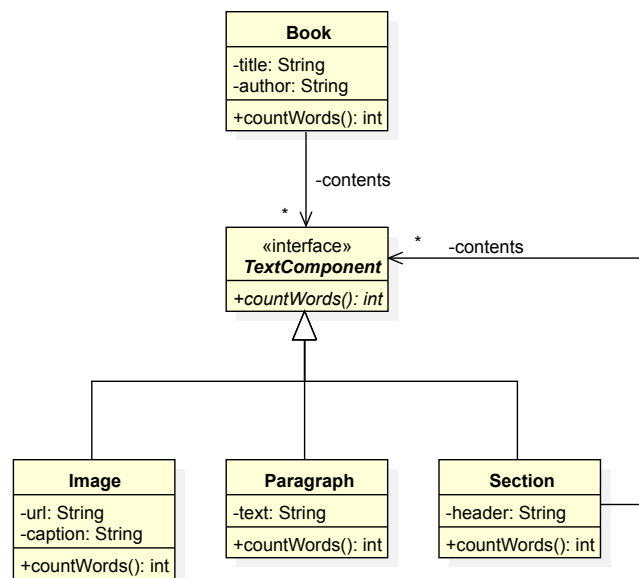 Book
-title: String
-author: String
+countWords(): int
-contents
*
«interface»
TextComponent
+countWords(): int
*
-contents
Image
-url: String
-caption: String
+countWords(): int
Paragraph
-text: String
+countWords(): int
Section
-header: String
+countWords(): int